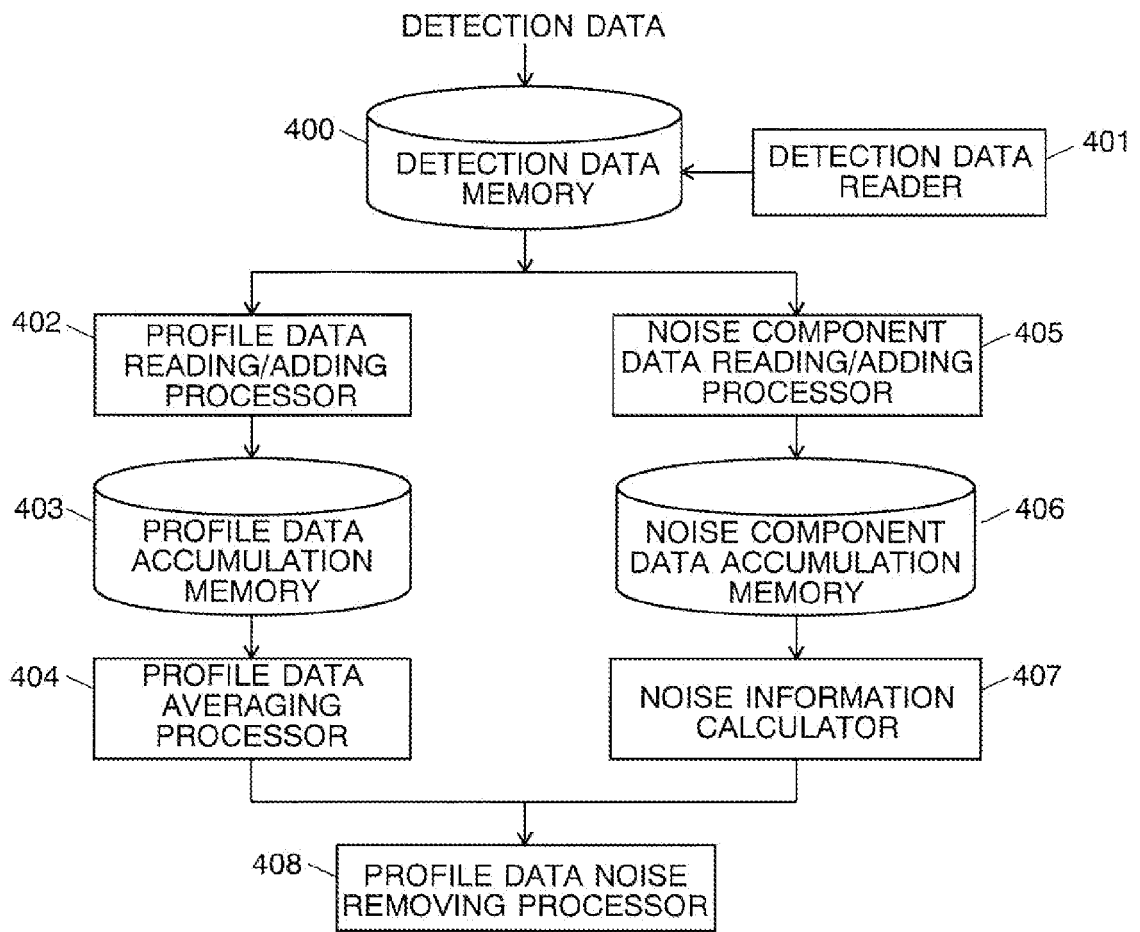 DETECTION DATA
400
DETECTION DATA
MEMORY
DETECTION DATA
READER
401
402
PROFILE DATA
READING/ADDING
PROCESSOR
NOISE COMPONENT
DATA READING/ADDING
PROCESSOR
405
403
PROFILE DATA
ACCUMULATION
MEMORY
NOISE COMPONENT
DATA ACCUMULATION
MEMORY
406
404
PROFILE DATA
AVERAGING
PROCESSOR
NOISE INFORMATION
CALCULATOR
407
408
PROFILE DATA NOISE
REMOVING PROCESSOR